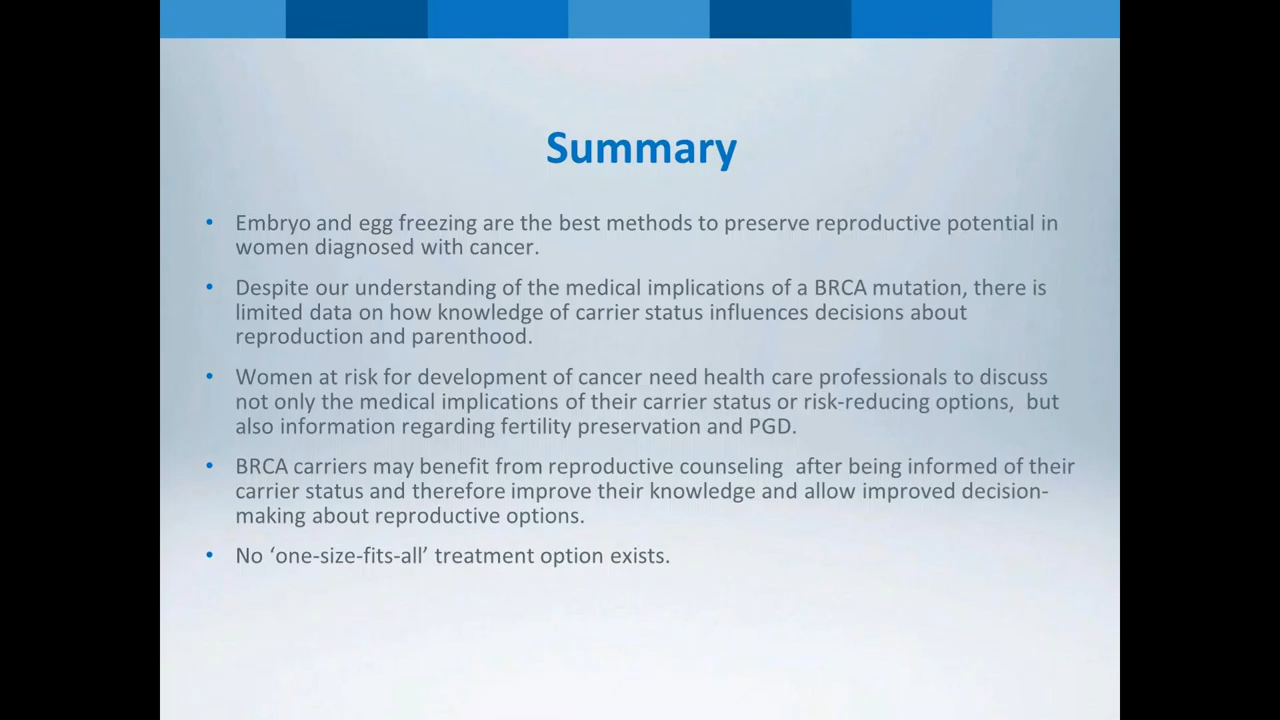 Summary
• Embryo and egg freezing are the best methods to preserve reproductive potential in
women diagnosed with cancer.
• Despite our understanding of the medical implications of a BRCA mutation, there is
limited data on how knowledge of carrier status influences decisions about
reproduction and parenthood.
• Women at risk for development of cancer need health care professionals to discuss
not only the medical implications of their carrier status or risk-reducing options,  but
also information regarding fertility preservation and PGD.
• BRCA carriers may benefit from reproductive counseling  after being informed of their
carrier status and therefore improve their knowledge and allow improved decision-
making about reproductive options.
• No ‘one-size-fits-all’ treatment option exists.